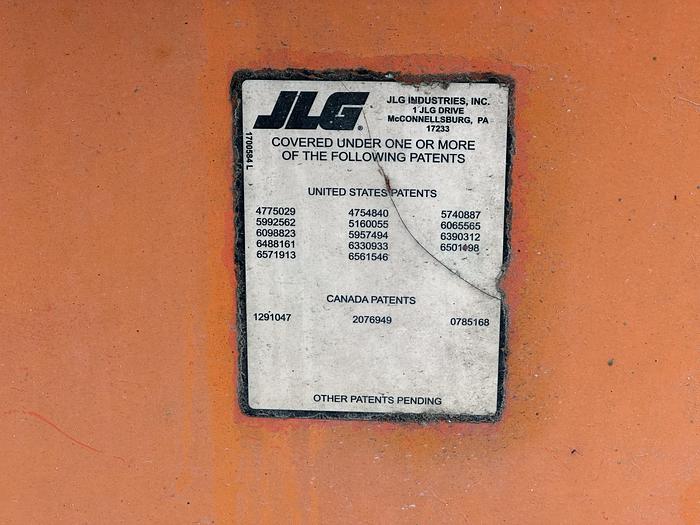 JLG®
JLG INDUSTRIES, INC.
1 JLG DRIVE
McCONNELLSBURG, PA
17233
1700584 L
COVERED UNDER ONE OR MORE
OF THE FOLLOWING PATENTS
UNITED STATES PATENTS
4775029 4754840 5740887
5992562 5160055 6065565
6098823 5957494 6390312
6488161 6330933 6501198
6571913 6561546
CANADA PATENTS
1291047 2076949 0785168
OTHER PATENTS PENDING